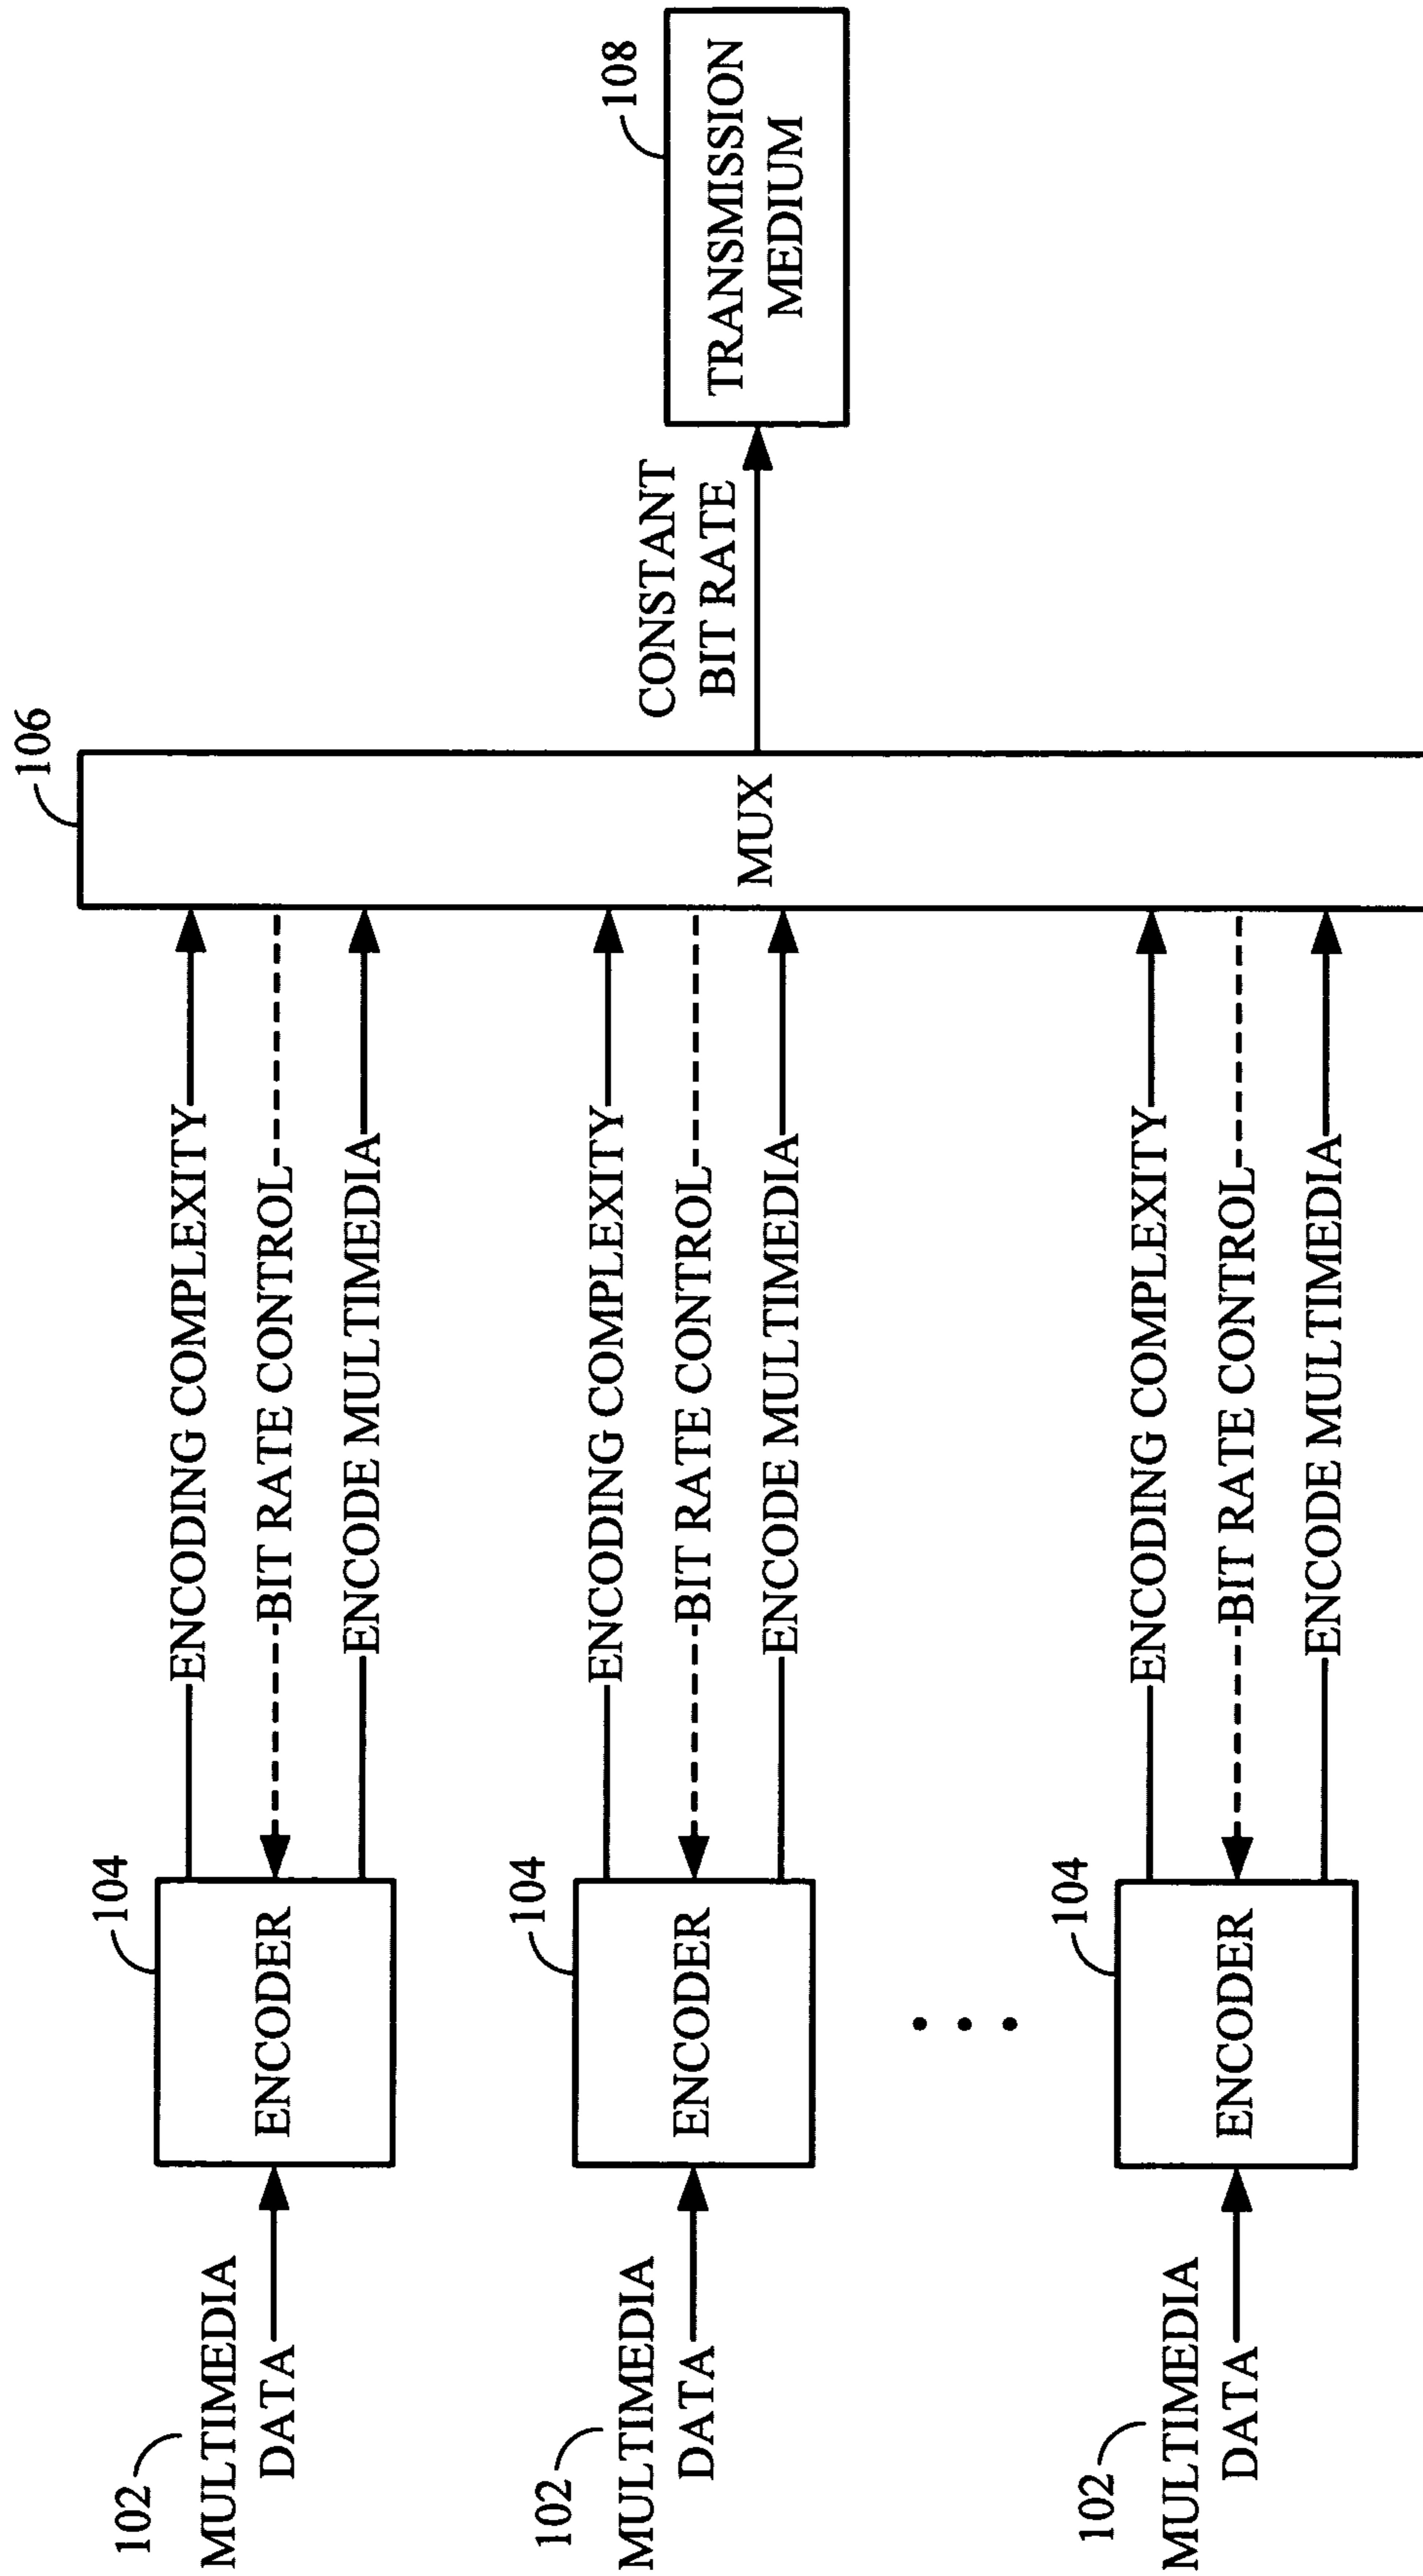 102
MULTIMEDIA
DATA
104
ENCODER
ENCODING COMPLEXITY
BIT RATE CONTROL
ENCODE MULTIMEDIA
102
MULTIMEDIA
DATA
104
ENCODER
ENCODING COMPLEXITY
BIT RATE CONTROL
ENCODE MULTIMEDIA
102
MULTIMEDIA
DATA
104
ENCODER
ENCODING COMPLEXITY
BIT RATE CONTROL
ENCODE MULTIMEDIA
106
MUX
CONSTANT
BIT RATE
108
TRANSMISSION
MEDIUM